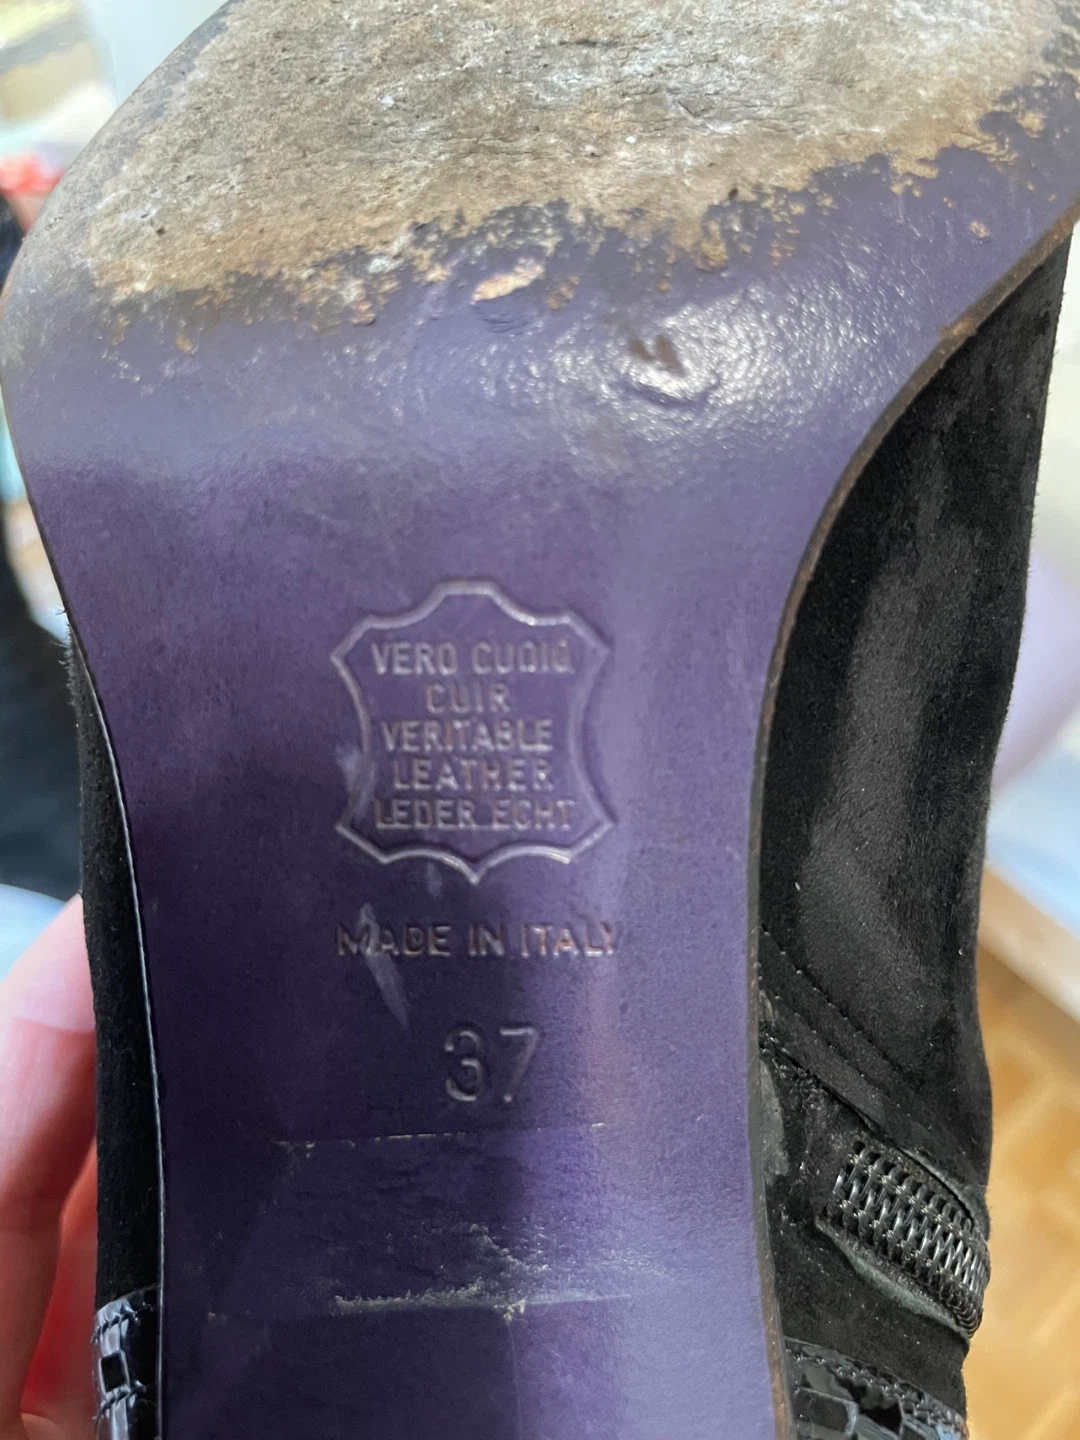 VERO CUOIO
CUIR
VERITABLE
LEATHER
LEDER ECHT
MADE IN ITALY
37